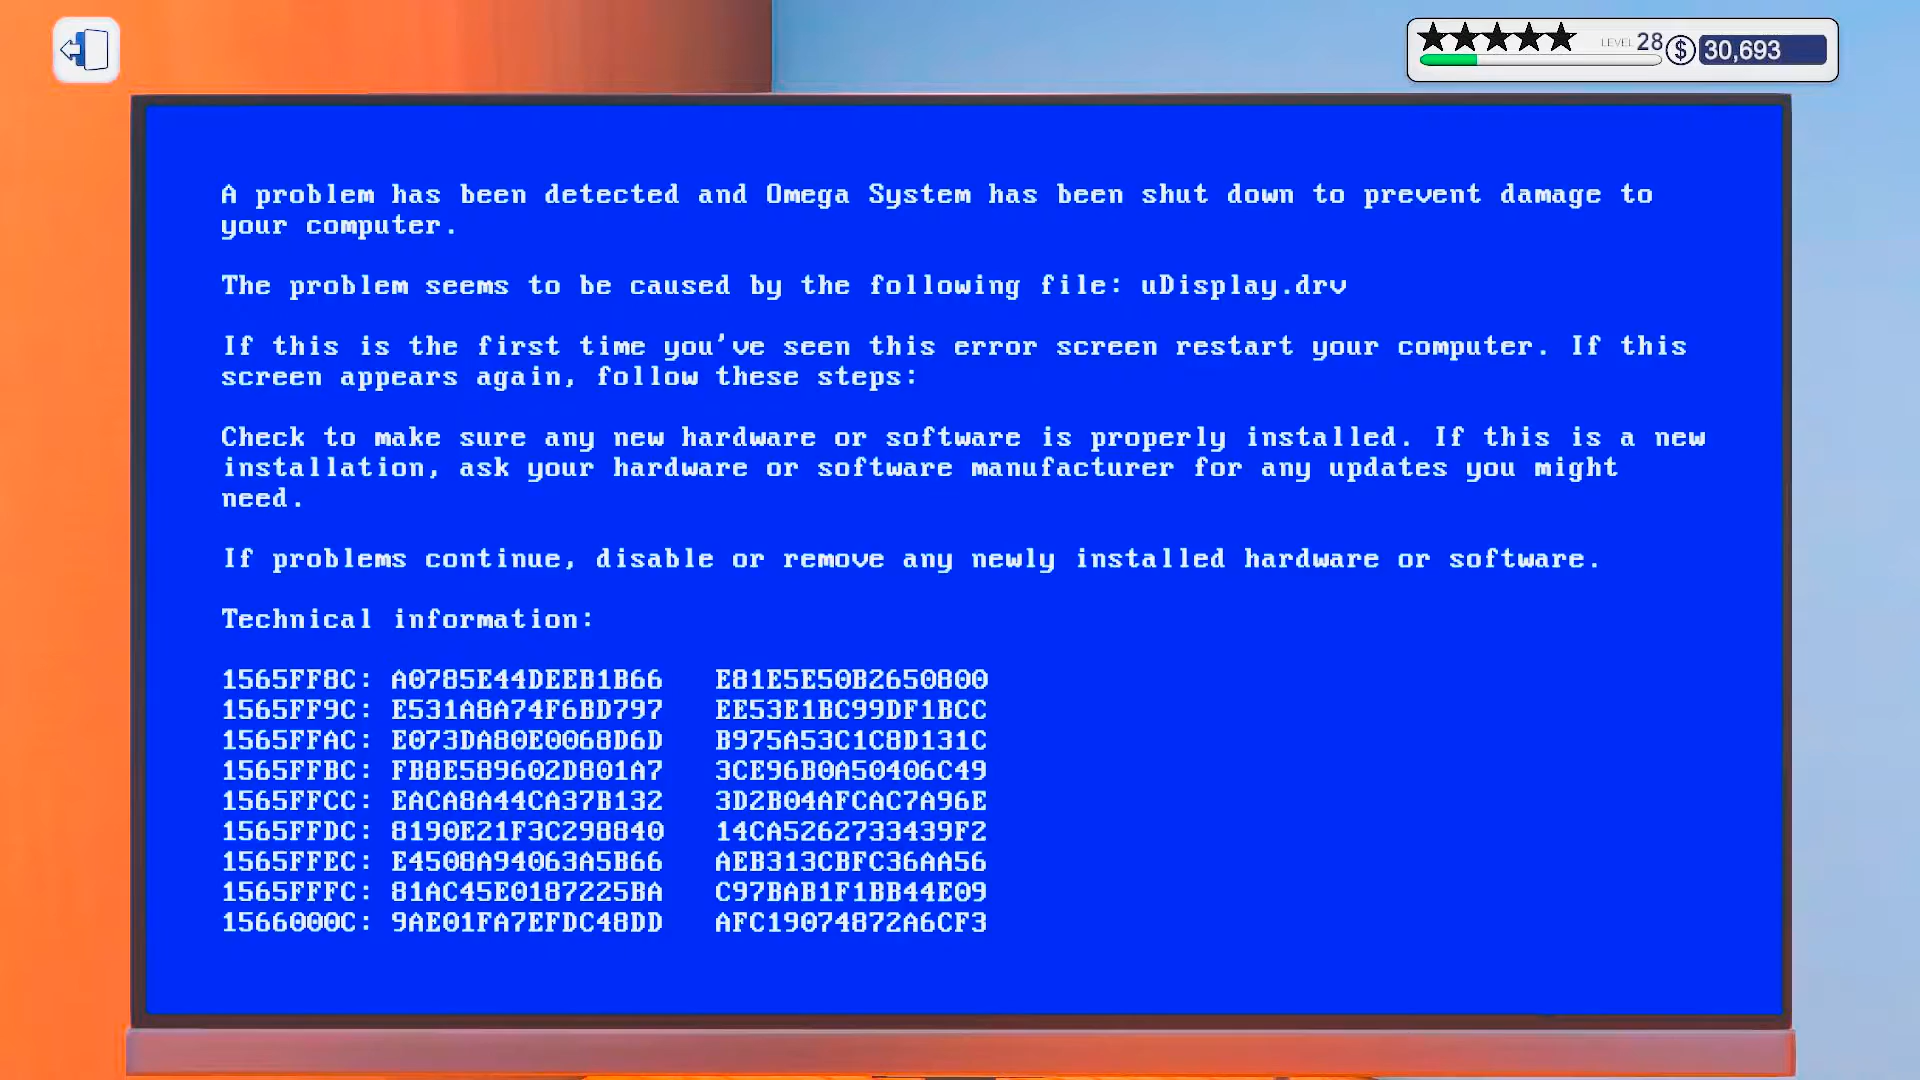 LEVEL 28 $ 30,693
A problem has been detected and Omega System has been shut down to prevent damage to
your computer.
The problem seems to be caused by the following file: uDisplay.drv
If this is the first time you've seen this error screen restart your computer. If this
screen appears again, follow these steps:
Check to make sure any new hardware or software is properly installed. If this is a new
installation, ask your hardware or software manufacturer for any updates you might
need.
If problems continue, disable or remove any newly installed hardware or software.
Technical information:
1565FF8C: A0785E44DEEB1B66 E81E5E50B2650800
1565FF9C: E531A8A74F6BD797 EE53E1BC99DF1BCC
1565FFAC: E073DA80E0068D6D B975A53C1C8D131C
1565FFBC: FB8E589602D801A7 3CE96B0A50406C49
1565FFCC: EACA8A44CA37B132 3D2B04AFCAC7A96E
1565FFDC: 8190E21F3C298840 14CA5262733439F2
1565FFEC: E4508A94063A5B66 AEB313CBFC36AA56
1565FFFC: 81AC45E0187225BA C97BAB1F1BB44E09
1566000C: 9AE01FA7EFDC48DD AFC19074872A6CF3